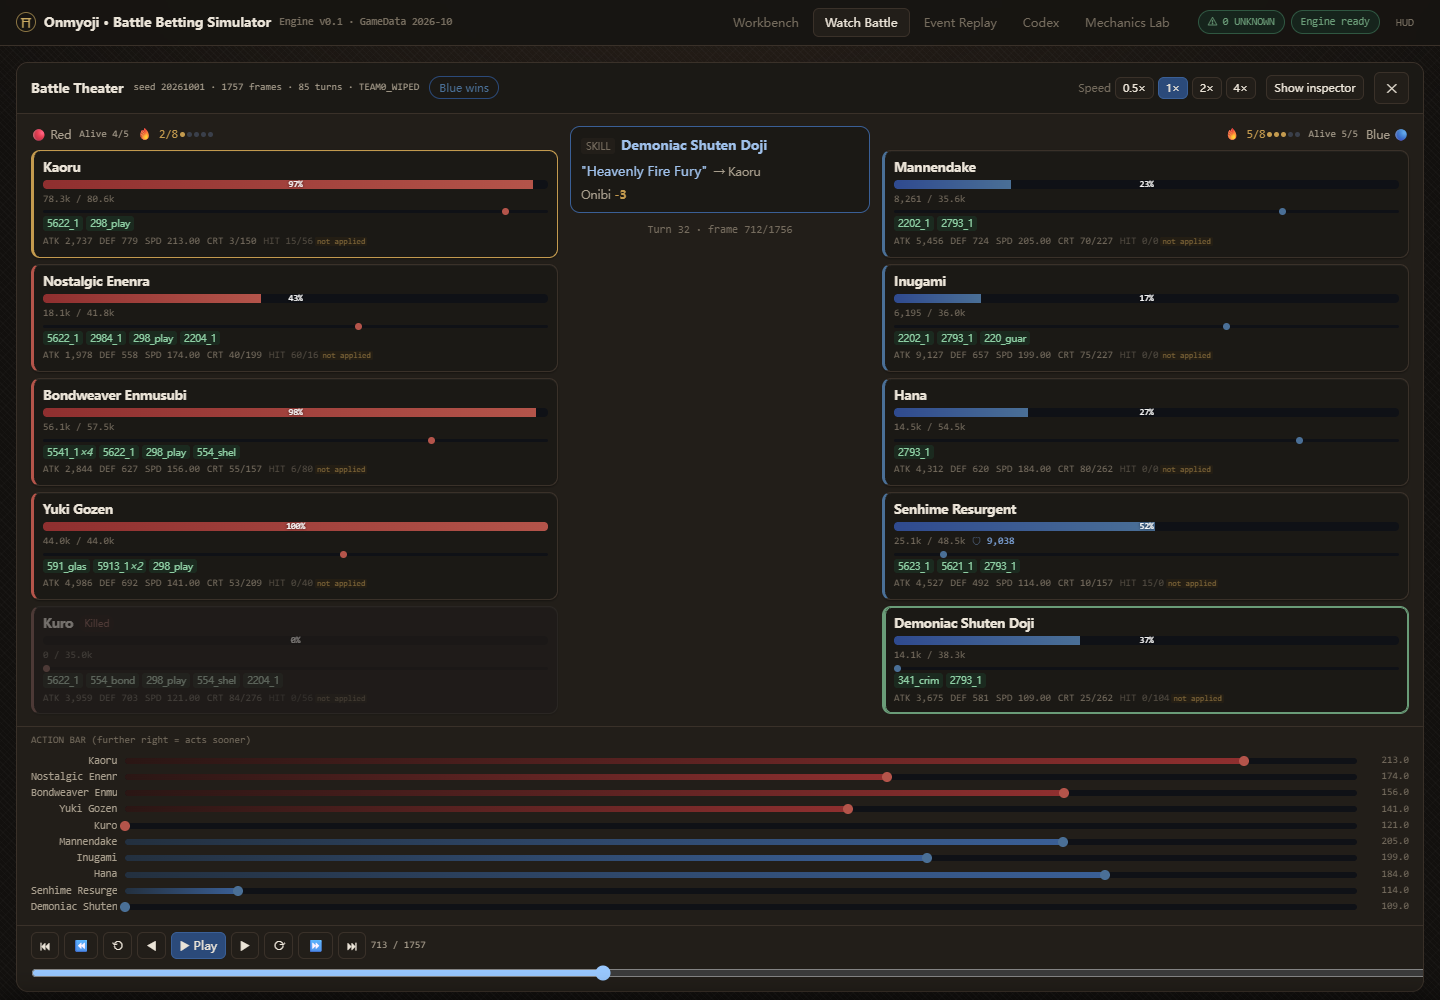 Onmyoji • Battle Betting Simulator Engine v0.1 · GameData 2026-10
Workbench Watch Battle Event Replay Codex Mechanics Lab ⚠ 0 UNKNOWN Engine ready HUD
Battle Theater seed 20261001 · 1757 frames · 85 turns · TEAM0_WIPED Blue wins
Speed 0.5× 1× 2× 4× Show inspector ✕
Red Alive 4/5 2/8
Kaoru
97%
78.3k / 80.6k
5622_1 298_play
ATK 2,737 DEF 779 SPD 213.00 CRT 3/150 HIT 15/56 not applied
Nostalgic Enenra
43%
18.1k / 41.8k
5622_1 2984_1 298_play 2204_1
ATK 1,978 DEF 558 SPD 174.00 CRT 40/199 HIT 60/16 not applied
Bondweaver Enmusubi
98%
56.1k / 57.5k
5541_1×4 5622_1 298_play 554_shel
ATK 2,844 DEF 627 SPD 156.00 CRT 55/157 HIT 6/80 not applied
Yuki Gozen
100%
44.0k / 44.0k
591_glas 5913_1×2 298_play
ATK 4,986 DEF 692 SPD 141.00 CRT 53/209 HIT 0/40 not applied
Kuro Killed
0%
0 / 35.0k
5622_1 554_bond 298_play 554_shel 2204_1
ATK 3,959 DEF 703 SPD 121.00 CRT 84/276 HIT 0/56 not applied
SKILL Demoniac Shuten Doji
"Heavenly Fire Fury" → Kaoru
Onibi -3
Turn 32 · frame 712/1756
5/8 Alive 5/5 Blue
Mannendake
23%
8,261 / 35.6k
2202_1 2793_1
ATK 5,456 DEF 724 SPD 205.00 CRT 70/227 HIT 0/0 not applied
Inugami
17%
6,195 / 36.0k
2202_1 2793_1 220_guar
ATK 9,127 DEF 657 SPD 199.00 CRT 75/227 HIT 0/0 not applied
Hana
27%
14.5k / 54.5k
2793_1
ATK 4,312 DEF 620 SPD 184.00 CRT 80/262 HIT 0/0 not applied
Senhime Resurgent
52%
25.1k / 48.5k 9,038
5623_1 5621_1 2793_1
ATK 4,527 DEF 492 SPD 114.00 CRT 10/157 HIT 15/0 not applied
Demoniac Shuten Doji
37%
14.1k / 38.3k
341_crim 2793_1
ATK 3,675 DEF 581 SPD 109.00 CRT 25/262 HIT 0/104 not applied
ACTION BAR (further right = acts sooner)
Kaoru 213.0
Nostalgic Enenr 174.0
Bondweaver Enmu 156.0
Yuki Gozen 141.0
Kuro 121.0
Mannendake 205.0
Inugami 199.0
Hana 184.0
Senhime Resurge 114.0
Demoniac Shuten 109.0
Play 713 / 1757